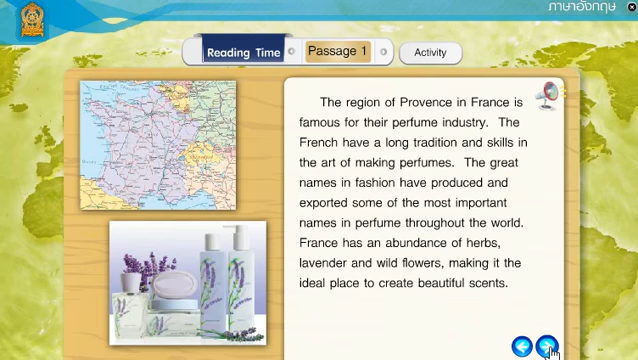 ภาษาอังกฤษ
Reading Time
Passage 1
Activity
The region of Provence in France is
famous for their perfume industry. The
French have a long tradition and skills in
the art of making perfumes. The great
names in fashion have produced and
exported some of the most important
names in perfume throughout the world.
France has an abundance of herbs,
lavender and wild flowers, making it the
ideal place to create beautiful scents.